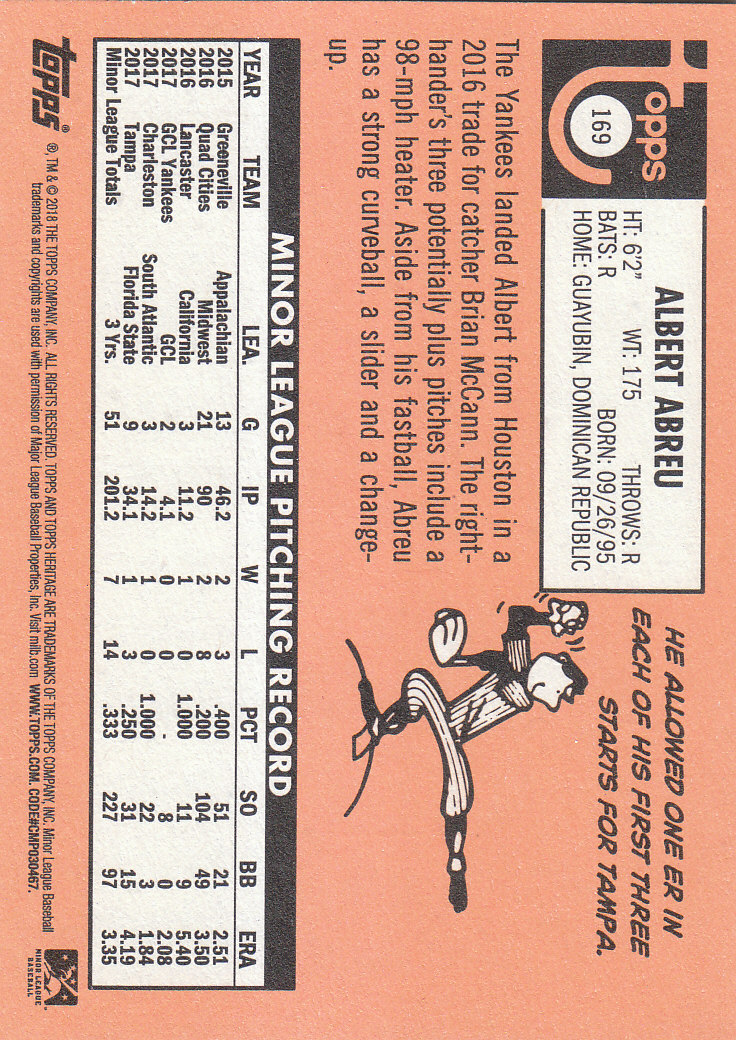 topps
169
ALBERT ABREU
HT: 6'2" WT: 175 THROWS: R
BATS: R BORN: 09/26/95
HOME: GUAYUBIN, DOMINICAN REPUBLIC
HE ALLOWED ONE ER IN
EACH OF HIS FIRST THREE
STARTS FOR TAMPA.
The Yankees landed Albert from Houston in a
2016 trade for catcher Brian McCann. The right-
hander's three potentially plus pitches include a
98-mph heater. Aside from his fastball, Abreu
has a strong curveball, a slider and a change-
up.
MINOR LEAGUE PITCHING RECORD
YEAR TEAM LEA. G IP W L PCT SO BB ERA
2015 Greeneville Appalachian 13 46.2 2 3 .400 51 21 2.51
2016 Quad Cities Midwest 21 90 2 8 .200 104 49 3.50
2016 Lancaster California 3 11.2 1 0 1.000 11 9 5.40
2017 GCL Yankees GCL 2 4.1 0 0 - 8 0 2.08
2017 Charleston South Atlantic 3 14.2 1 0 1.000 22 3 1.84
2017 Tampa Florida State 9 34.1 1 3 .250 31 15 4.19
Minor League Totals 3 Yrs. 51 201.2 7 14 .333 227 97 3.35
topps®
®, TM & © 2018 THE TOPPS COMPANY, INC. ALL RIGHTS RESERVED. TOPPS AND TOPPS HERITAGE ARE TRADEMARKS OF THE TOPPS COMPANY, INC. Minor League Baseball
trademarks and copyrights are used with permission of Major League Baseball Properties, Inc. Visit milb.com WWW.TOPPS.COM. CODE#CMP030467.
MINOR LEAGUE
BASEBALL